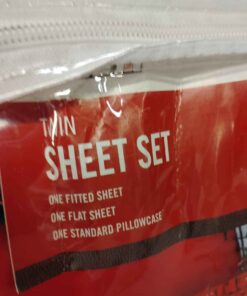 TWIN
SHEET SET
ONE FITTED SHEET
ONE FLAT SHEET
ONE STANDARD PILLOWCASE